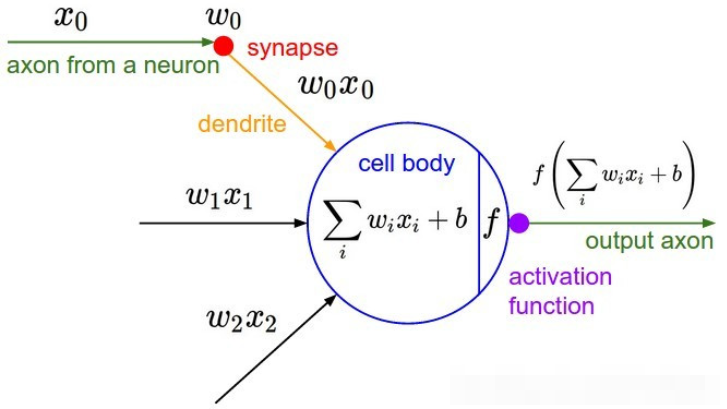 x₀
w₀
synapse
axon from a neuron
w₀x₀
dendrite
cell body
f(∑ᵢ wᵢxᵢ + b)
w₁x₁
∑ᵢ wᵢxᵢ + b
f
output axon
activation
function
w₂x₂